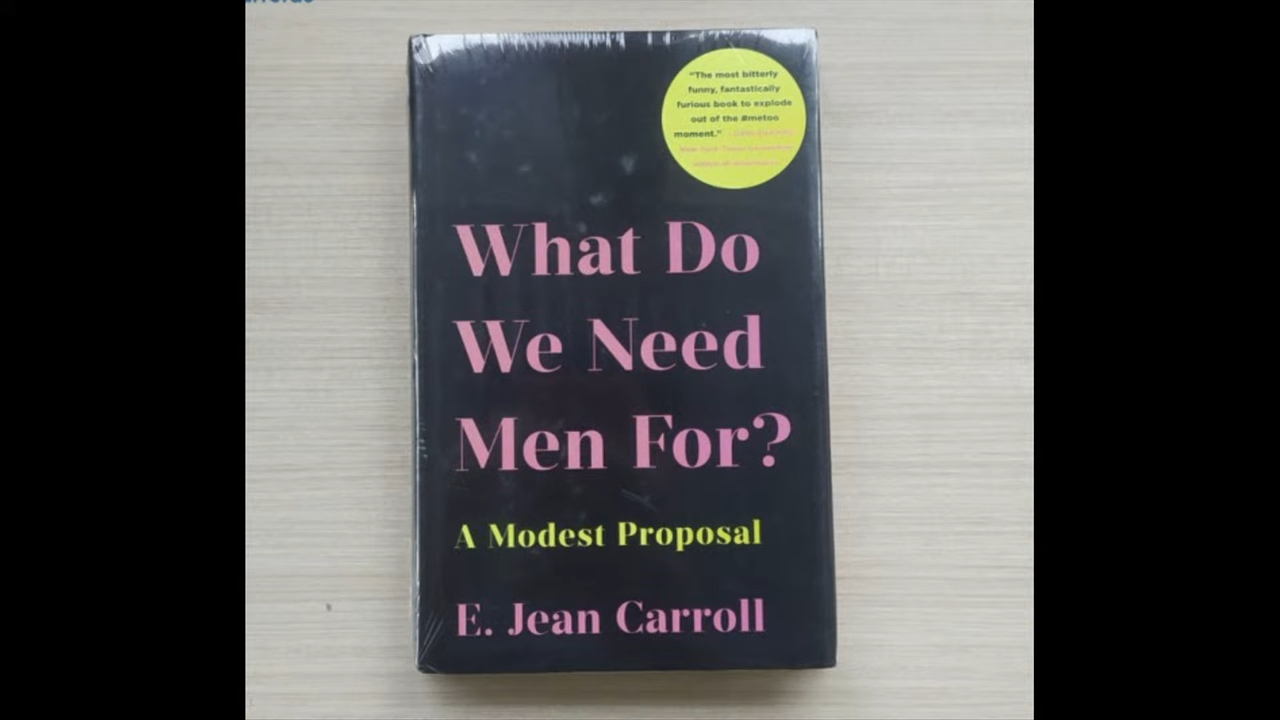 "The most bitterly
funny, fantastically
furious book to explode
out of the #metoo
moment."
What Do
We Need
Men For?
A Modest Proposal
E. Jean Carroll